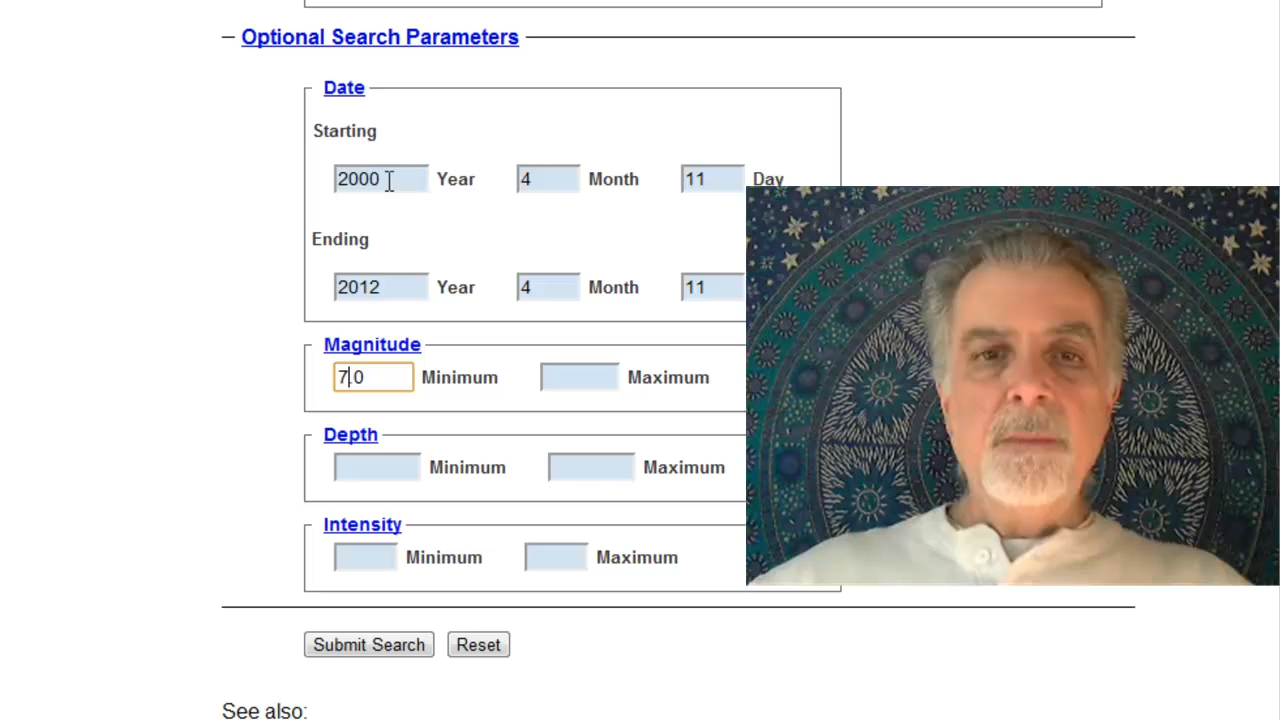 Optional Search Parameters
Date
Starting
2000 Year 4 Month 11 Day
Ending
2012 Year 4 Month 11
Magnitude
7.0 Minimum Maximum
Depth
Minimum Maximum
Intensity
Minimum Maximum
Submit Search Reset
See also: